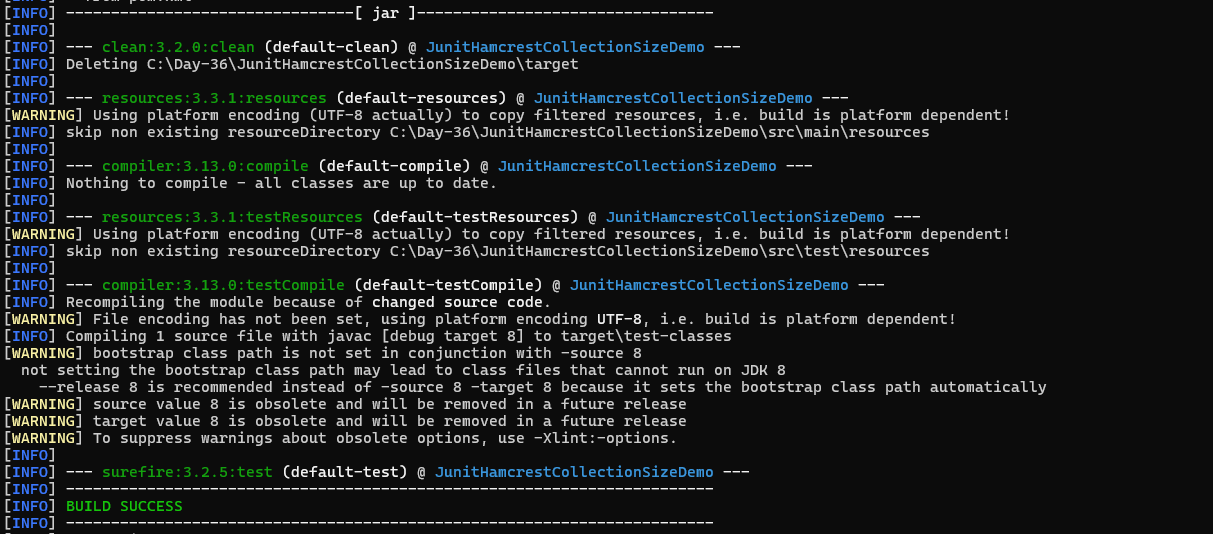 [INFO] --------------------------------[ jar ]---------------------------------
[INFO]
[INFO] --- clean:3.2.0:clean (default-clean) @ JunitHamcrestCollectionSizeDemo ---
[INFO] Deleting C:\Day-36\JunitHamcrestCollectionSizeDemo\target
[INFO]
[INFO] --- resources:3.3.1:resources (default-resources) @ JunitHamcrestCollectionSizeDemo ---
[WARNING] Using platform encoding (UTF-8 actually) to copy filtered resources, i.e. build is platform dependent!
[INFO] skip non existing resourceDirectory C:\Day-36\JunitHamcrestCollectionSizeDemo\src\main\resources
[INFO]
[INFO] --- compiler:3.13.0:compile (default-compile) @ JunitHamcrestCollectionSizeDemo ---
[INFO] Nothing to compile - all classes are up to date.
[INFO]
[INFO] --- resources:3.3.1:testResources (default-testResources) @ JunitHamcrestCollectionSizeDemo ---
[WARNING] Using platform encoding (UTF-8 actually) to copy filtered resources, i.e. build is platform dependent!
[INFO] skip non existing resourceDirectory C:\Day-36\JunitHamcrestCollectionSizeDemo\src\test\resources
[INFO]
[INFO] --- compiler:3.13.0:testCompile (default-testCompile) @ JunitHamcrestCollectionSizeDemo ---
[INFO] Recompiling the module because of changed source code.
[WARNING] File encoding has not been set, using platform encoding UTF-8, i.e. build is platform dependent!
[INFO] Compiling 1 source file with javac [debug target 8] to target\test-classes
[WARNING] bootstrap class path is not set in conjunction with -source 8
  not setting the bootstrap class path may lead to class files that cannot run on JDK 8
    --release 8 is recommended instead of -source 8 -target 8 because it sets the bootstrap class path automatically
[WARNING] source value 8 is obsolete and will be removed in a future release
[WARNING] target value 8 is obsolete and will be removed in a future release
[WARNING] To suppress warnings about obsolete options, use -Xlint:-options.
[INFO]
[INFO] --- surefire:3.2.5:test (default-test) @ JunitHamcrestCollectionSizeDemo ---
[INFO] ------------------------------------------------------------------------
[INFO] BUILD SUCCESS
[INFO] ------------------------------------------------------------------------